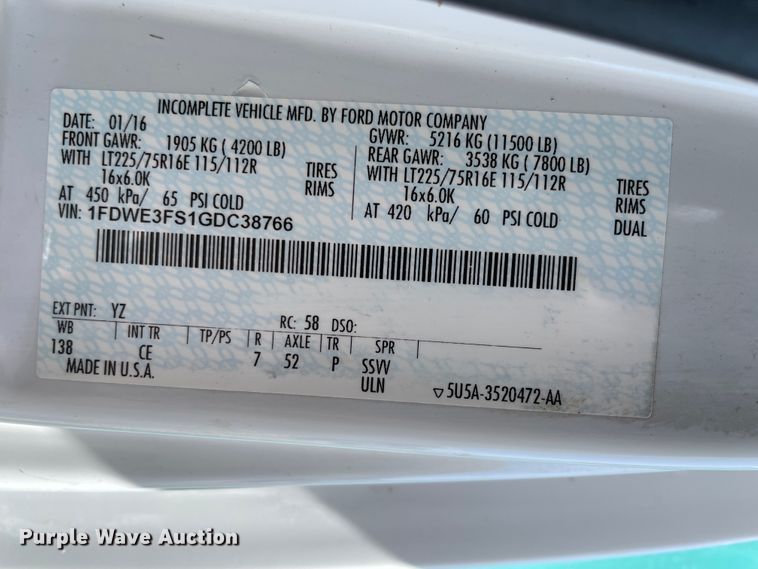 INCOMPLETE VEHICLE MFD. BY FORD MOTOR COMPANY
DATE: 01/16 GVWR: 5216 KG (11500 LB)
FRONT GAWR: 1905 KG ( 4200 LB) REAR GAWR: 3538 KG ( 7800 LB)
WITH LT225/75R16E 115/112R TIRES WITH LT225/75R16E 115/112R TIRES
16x6.0K RIMS 16x6.0K RIMS
AT 450 kPa/ 65 PSI COLD AT 420 kPa/ 60 PSI COLD DUAL
VIN: 1FDWE3FS1GDC38766
EXT PNT: YZ RC: 58 DSO:
WB INT TR TP/PS R AXLE TR SPR
138 CE 7 52 P SSVV
MADE IN U.S.A. ULN ▽5U5A-3520472-AA
Purple Wave Auction